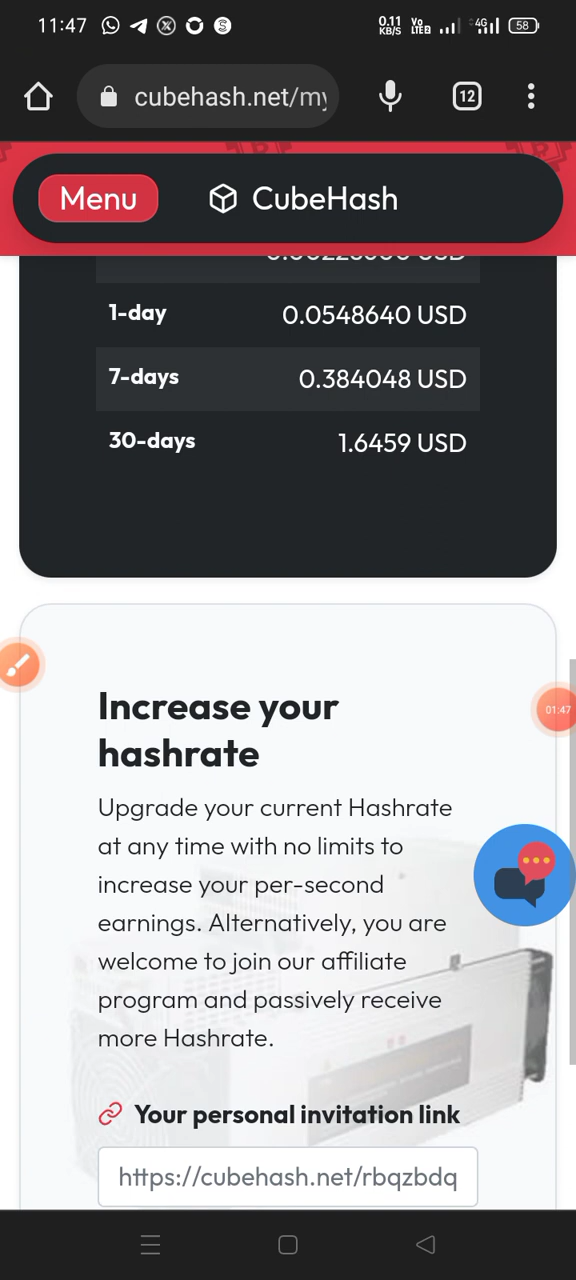 11:47
0.11 KB/S
Vo LTE2
4G
58
cubehash.net/my
12
Menu
CubeHash
1-day 0.0548640 USD
7-days 0.384048 USD
30-days 1.6459 USD
Increase your
hashrate
Upgrade your current Hashrate
at any time with no limits to
increase your per-second
earnings. Alternatively, you are
welcome to join our affiliate
program and passively receive
more Hashrate.
01:47
Your personal invitation link
https://cubehash.net/rbqzbdq